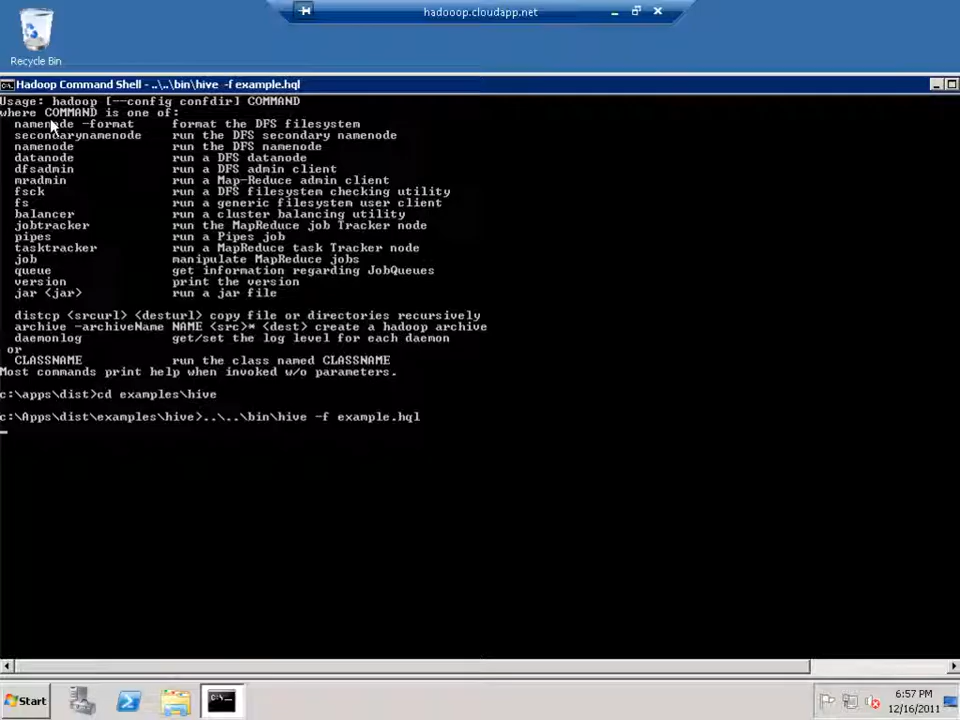 hadooop.cloudapp.net
Recycle Bin
Hadoop Command Shell - ..\..\bin\hive -f example.hql
Usage: hadoop [--config confdir] COMMAND
where COMMAND is one of:
namenode -format format the DFS filesystem
secondarynamenode run the DFS secondary namenode
namenode run the DFS namenode
datanode run a DFS datanode
dfsadmin run a DFS admin client
mradmin run a Map-Reduce admin client
fsck run a DFS filesystem checking utility
fs run a generic filesystem user client
balancer run a cluster balancing utility
jobtracker run the MapReduce job Tracker node
pipes run a Pipes job
tasktracker run a MapReduce task Tracker node
job manipulate MapReduce jobs
queue get information regarding JobQueues
version print the version
jar <jar> run a jar file
distcp <srcurl> <desturl> copy file or directories recursively
archive -archiveName NAME <src>* <dest> create a hadoop archive
daemonlog get/set the log level for each daemon
or
CLASSNAME run the class named CLASSNAME
Most commands print help when invoked w/o parameters.
c:\apps\dist>cd examples\hive
c:\Apps\dist\examples\hive>..\..\bin\hive -f example.hql
Start
6:57 PM
12/16/2011